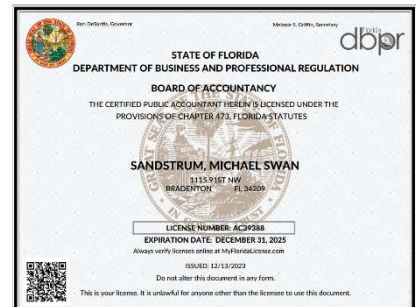 Ron DeSantis, Governor
Melanie S. Griffin, Secretary
Florida
dbpr
STATE OF FLORIDA
DEPARTMENT OF BUSINESS AND PROFESSIONAL REGULATION
BOARD OF ACCOUNTANCY
THE CERTIFIED PUBLIC ACCOUNTANT HEREIN IS LICENSED UNDER THE
PROVISIONS OF CHAPTER 473, FLORIDA STATUTES
SANDSTRUM, MICHAEL SWAN
1115 91ST NW
BRADENTON FL 34209
LICENSE NUMBER: AC39388
EXPIRATION DATE: DECEMBER 31, 2025
Always verify licenses online at MyFloridaLicense.com
ISSUED: 12/13/2023
Do not alter this document in any form.
This is your license. It is unlawful for anyone other than the licensee to use this document.